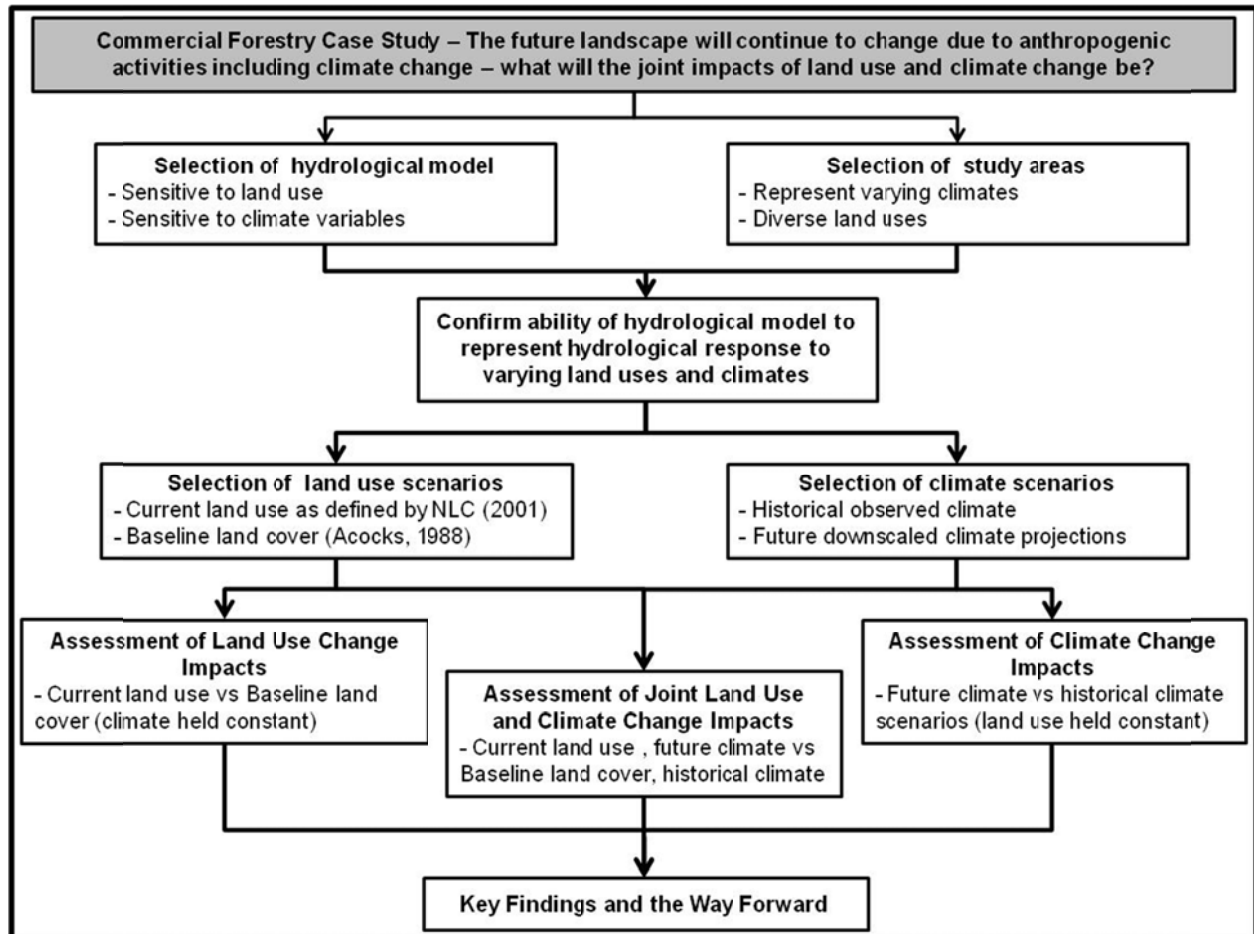 Commercial Forestry Case Study – The future landscape will continue to change due to anthropogenic
activities including climate change – what will the joint impacts of land use and climate change be?
Selection of hydrological model
- Sensitive to land use
- Sensitive to climate variables
Selection of study areas
- Represent varying climates
- Diverse land uses
Confirm ability of hydrological model to
represent hydrological response to
varying land uses and climates
Selection of land use scenarios
- Current land use as defined by NLC (2001)
- Baseline land cover (Acocks, 1988)
Selection of climate scenarios
- Historical observed climate
- Future downscaled climate projections
Assessment of Land Use Change
Impacts
- Current land use vs Baseline land
cover (climate held constant)
Assessment of Joint Land Use
and Climate Change Impacts
- Current land use , future climate vs
Baseline land cover, historical climate
Assessment of Climate Change
Impacts
- Future climate vs historical climate
scenarios (land use held constant)
Key Findings and the Way Forward